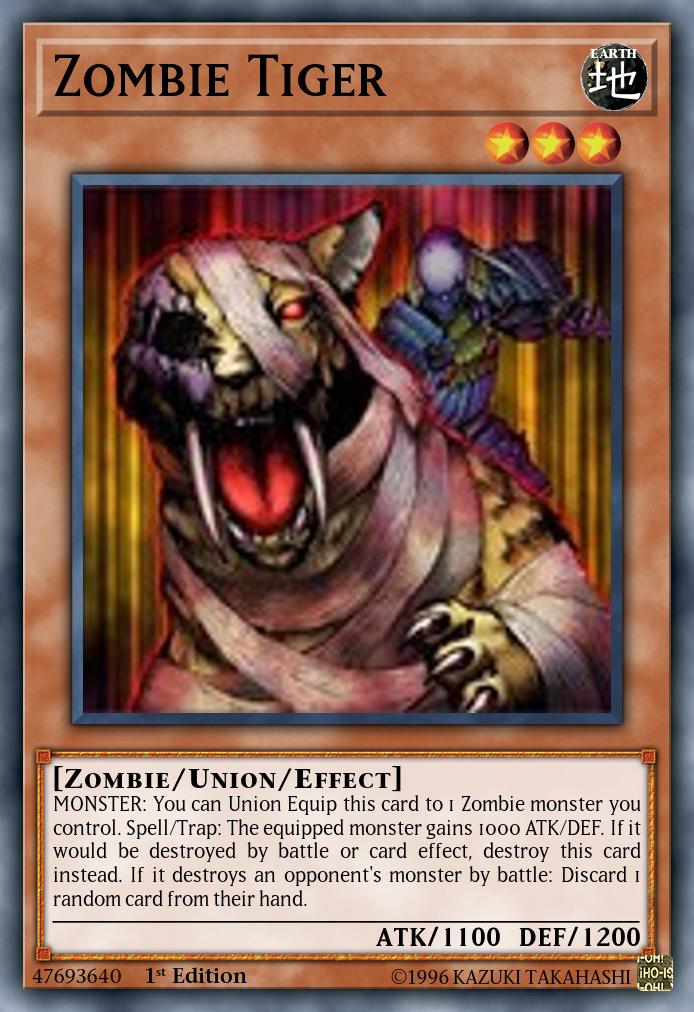 Zombie Tiger
EARTH
地
[Zombie/Union/Effect]
MONSTER: You can Union Equip this card to 1 Zombie monster you
control. Spell/Trap: The equipped monster gains 1000 ATK/DEF. If it
would be destroyed by battle or card effect, destroy this card
instead. If it destroys an opponent's monster by battle: Discard 1
random card from their hand.
ATK/1100 DEF/1200
47693640 1st Edition ©1996 KAZUKI TAKAHASHI